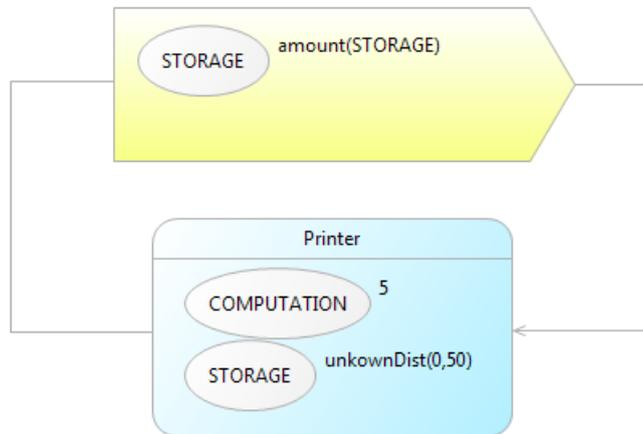 STORAGE amount(STORAGE)
Printer
COMPUTATION 5
STORAGE unkownDist(0,50)